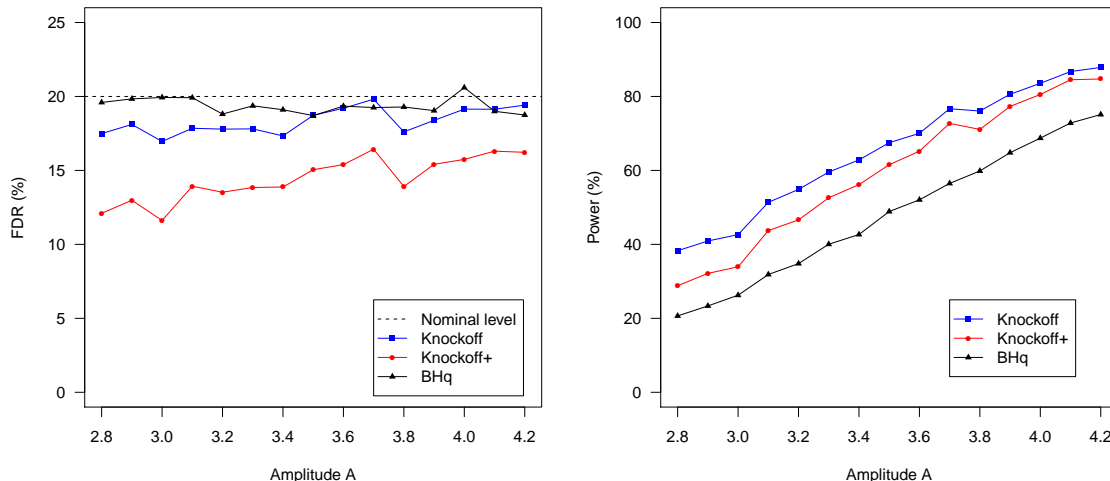 25
20
15
10
5
0
FDR (%)
Nominal level
Knockoff
Knockoff+
BHq
2.8 3.0 3.2 3.4 3.6 3.8 4.0 4.2
Amplitude A
100
80
60
40
20
0
Power (%)
Knockoff
Knockoff+
BHq
2.8 3.0 3.2 3.4 3.6 3.8 4.0 4.2
Amplitude A